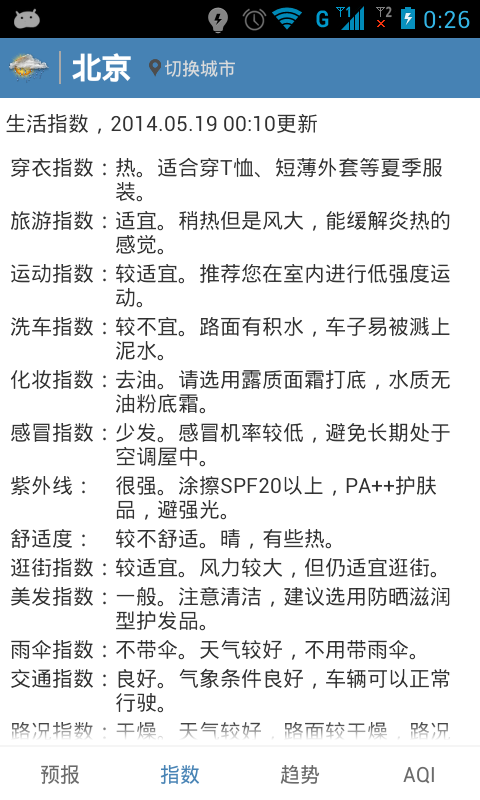 G 1 2 0:26
北京 切换城市
生活指数，2014.05.19 00:10更新
穿衣指数：热。适合穿T恤、短薄外套等夏季服
装。
旅游指数：适宜。稍热但是风大，能缓解炎热的
感觉。
运动指数：较适宜。推荐您在室内进行低强度运
动。
洗车指数：较不宜。路面有积水，车子易被溅上
泥水。
化妆指数：去油。请选用露质面霜打底，水质无
油粉底霜。
感冒指数：少发。感冒机率较低，避免长期处于
空调屋中。
紫外线： 很强。涂擦SPF20以上，PA++护肤
品，避强光。
舒适度： 较不舒适。晴，有些热。
逛街指数：较适宜。风力较大，但仍适宜逛街。
美发指数：一般。注意清洁，建议选用防晒滋润
型护发品。
雨伞指数：不带伞。天气较好，不用带雨伞。
交通指数：良好。气象条件良好，车辆可以正常
行驶。
路况指数：干燥。天气较好，路面较干燥，路况
预报 指数 趋势 AQI